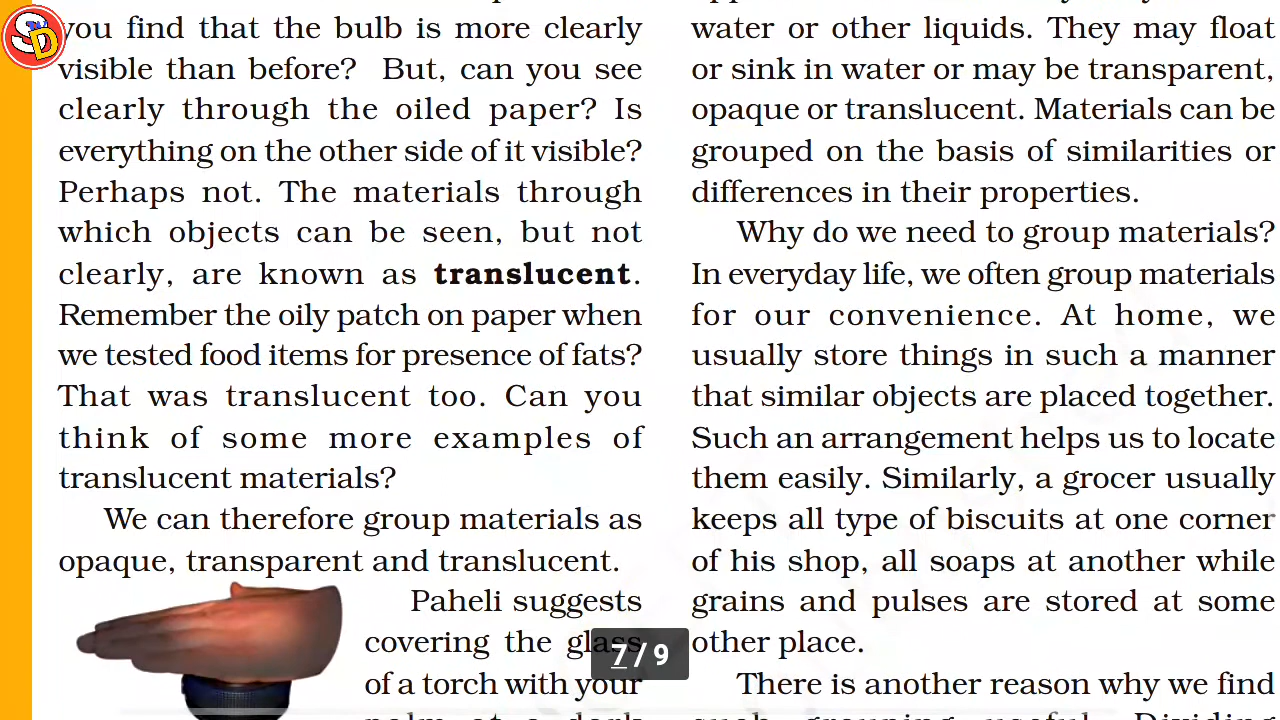 SD
you find that the bulb is more clearly
visible than before? But, can you see
clearly through the oiled paper? Is
everything on the other side of it visible?
Perhaps not. The materials through
which objects can be seen, but not
clearly, are known as translucent.
Remember the oily patch on paper when
we tested food items for presence of fats?
That was translucent too. Can you
think of some more examples of
translucent materials?
We can therefore group materials as
opaque, transparent and translucent.
Paheli suggests
covering the glass
of a torch with your
palm at a dark
water or other liquids. They may float
or sink in water or may be transparent,
opaque or translucent. Materials can be
grouped on the basis of similarities or
differences in their properties.
Why do we need to group materials?
In everyday life, we often group materials
for our convenience. At home, we
usually store things in such a manner
that similar objects are placed together.
Such an arrangement helps us to locate
them easily. Similarly, a grocer usually
keeps all type of biscuits at one corner
of his shop, all soaps at another while
grains and pulses are stored at some
other place.
There is another reason why we find
such grouping useful. Dividing
7 / 9